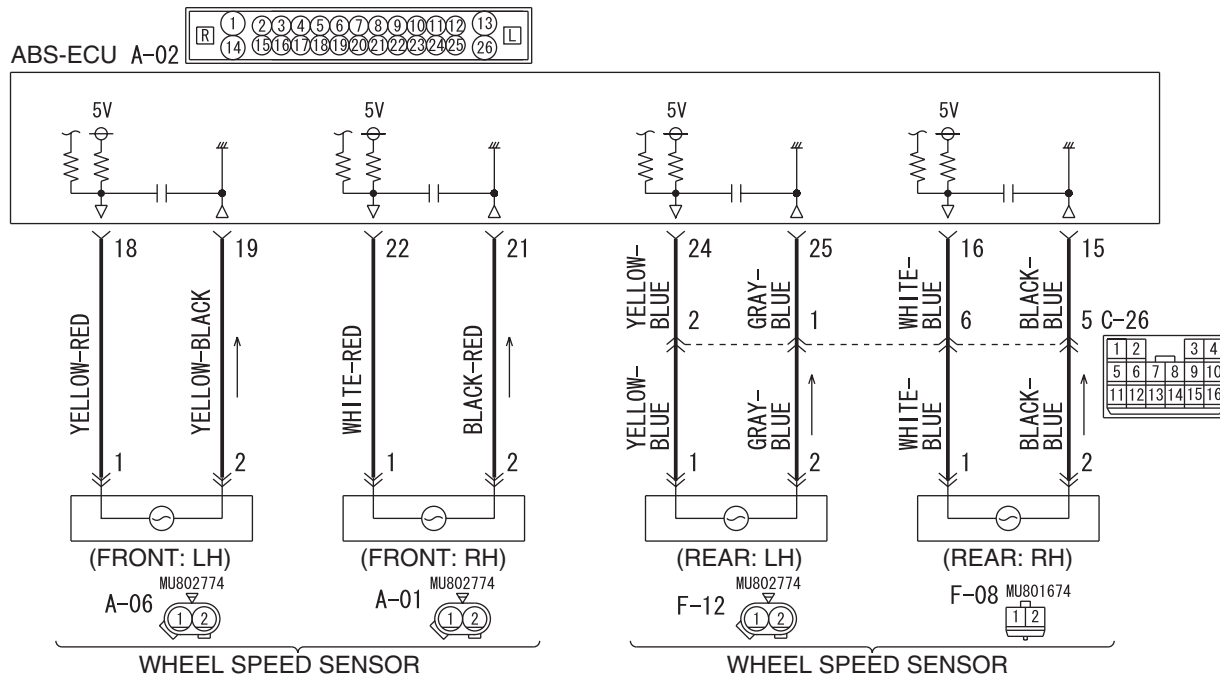 1 2 3 4 5 6 7 8 9 10 11 12 13
R L
14 15 16 17 18 19 20 21 22 23 24 25 26
ABS-ECU A-02
5V 5V 5V 5V
18 19 22 21 24 25 16 15
YELLOW-RED
YELLOW-BLACK
WHITE-RED
BLACK-RED
YELLOW-
BLUE
GRAY-
BLUE
WHITE-
BLUE
BLACK-
BLUE
2 1 6 5 C-26
1 2 3 4
5 6 7 8 9 10
11 12 13 14 15 16
YELLOW-
BLUE
GRAY-
BLUE
WHITE-
BLUE
BLACK-
BLUE
1 2 1 2 1 2 1 2
(FRONT: LH) (FRONT: RH) (REAR: LH) (REAR: RH)
MU802774 MU802774 MU802774 MU801674
A-06 A-01 F-12 F-08
1 2 1 2 1 2 1 2
WHEEL SPEED SENSOR WHEEL SPEED SENSOR